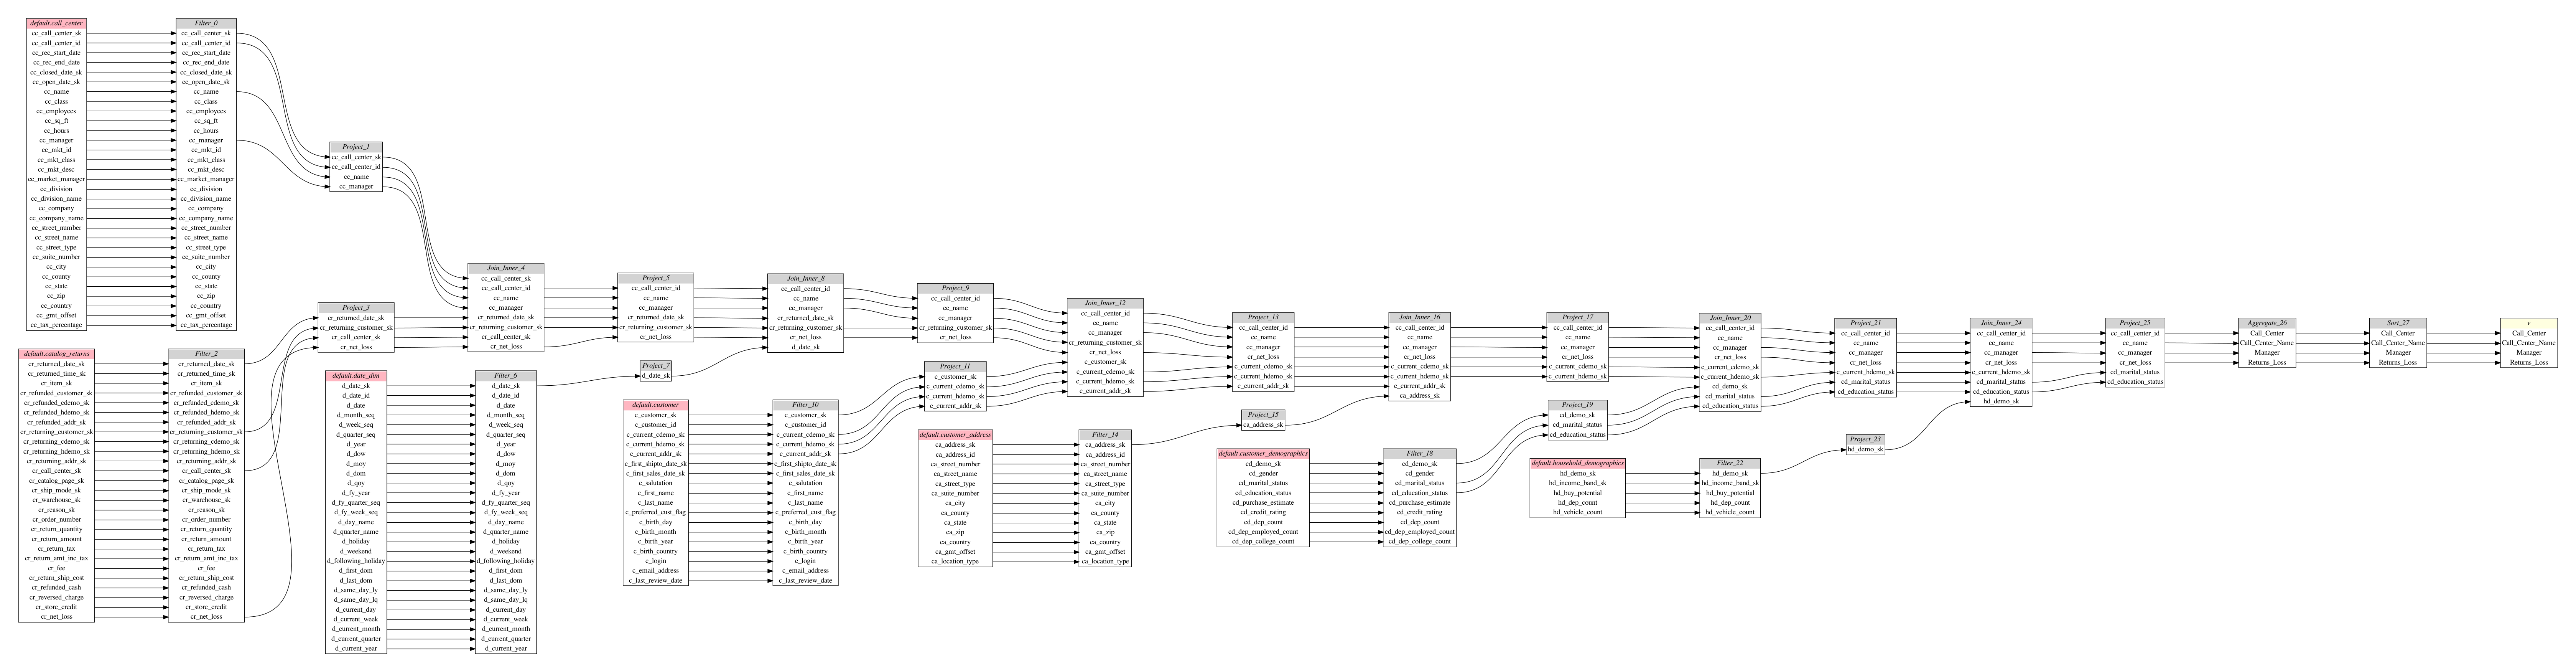 default.call_center
cc_call_center_sk
cc_call_center_id
cc_rec_start_date
cc_rec_end_date
cc_closed_date_sk
cc_open_date_sk
cc_name
cc_class
cc_employees
cc_sq_ft
cc_hours
cc_manager
cc_mkt_id
cc_mkt_class
cc_mkt_desc
cc_market_manager
cc_division
cc_division_name
cc_company
cc_company_name
cc_street_number
cc_street_name
cc_street_type
cc_suite_number
cc_city
cc_county
cc_state
cc_zip
cc_country
cc_gmt_offset
cc_tax_percentage
Filter_0
cc_call_center_sk
cc_call_center_id
cc_rec_start_date
cc_rec_end_date
cc_closed_date_sk
cc_open_date_sk
cc_name
cc_class
cc_employees
cc_sq_ft
cc_hours
cc_manager
cc_mkt_id
cc_mkt_class
cc_mkt_desc
cc_market_manager
cc_division
cc_division_name
cc_company
cc_company_name
cc_street_number
cc_street_name
cc_street_type
cc_suite_number
cc_city
cc_county
cc_state
cc_zip
cc_country
cc_gmt_offset
cc_tax_percentage
default.catalog_returns
cr_returned_date_sk
cr_returned_time_sk
cr_item_sk
cr_refunded_customer_sk
cr_refunded_cdemo_sk
cr_refunded_hdemo_sk
cr_refunded_addr_sk
cr_returning_customer_sk
cr_returning_cdemo_sk
cr_returning_hdemo_sk
cr_returning_addr_sk
cr_call_center_sk
cr_catalog_page_sk
cr_ship_mode_sk
cr_warehouse_sk
cr_reason_sk
cr_order_number
cr_return_quantity
cr_return_amount
cr_return_tax
cr_return_amt_inc_tax
cr_fee
cr_return_ship_cost
cr_refunded_cash
cr_reversed_charge
cr_store_credit
cr_net_loss
Filter_2
cr_returned_date_sk
cr_returned_time_sk
cr_item_sk
cr_refunded_customer_sk
cr_refunded_cdemo_sk
cr_refunded_hdemo_sk
cr_refunded_addr_sk
cr_returning_customer_sk
cr_returning_cdemo_sk
cr_returning_hdemo_sk
cr_returning_addr_sk
cr_call_center_sk
cr_catalog_page_sk
cr_ship_mode_sk
cr_warehouse_sk
cr_reason_sk
cr_order_number
cr_return_quantity
cr_return_amount
cr_return_tax
cr_return_amt_inc_tax
cr_fee
cr_return_ship_cost
cr_refunded_cash
cr_reversed_charge
cr_store_credit
cr_net_loss
Project_1
cc_call_center_sk
cc_call_center_id
cc_name
cc_manager
Project_3
cr_returned_date_sk
cr_returning_customer_sk
cr_call_center_sk
cr_net_loss
default.date_dim
d_date_sk
d_date_id
d_date
d_month_seq
d_week_seq
d_quarter_seq
d_year
d_dow
d_moy
d_dom
d_qoy
d_fy_year
d_fy_quarter_seq
d_fy_week_seq
d_day_name
d_quarter_name
d_holiday
d_weekend
d_following_holiday
d_first_dom
d_last_dom
d_same_day_ly
d_same_day_lq
d_current_day
d_current_week
d_current_month
d_current_quarter
d_current_year
Join_Inner_4
cc_call_center_sk
cc_call_center_id
cc_name
cc_manager
cr_returned_date_sk
cr_returning_customer_sk
cr_call_center_sk
cr_net_loss
Filter_6
d_date_sk
d_date_id
d_date
d_month_seq
d_week_seq
d_quarter_seq
d_year
d_dow
d_moy
d_dom
d_qoy
d_fy_year
d_fy_quarter_seq
d_fy_week_seq
d_day_name
d_quarter_name
d_holiday
d_weekend
d_following_holiday
d_first_dom
d_last_dom
d_same_day_ly
d_same_day_lq
d_current_day
d_current_week
d_current_month
d_current_quarter
d_current_year
Project_5
cc_call_center_id
cc_name
cc_manager
cr_returned_date_sk
cr_returning_customer_sk
cr_net_loss
Project_7
d_date_sk
default.customer
c_customer_sk
c_customer_id
c_current_cdemo_sk
c_current_hdemo_sk
c_current_addr_sk
c_first_shipto_date_sk
c_first_sales_date_sk
c_salutation
c_first_name
c_last_name
c_preferred_cust_flag
c_birth_day
c_birth_month
c_birth_year
c_birth_country
c_login
c_email_address
c_last_review_date
Join_Inner_8
cc_call_center_id
cc_name
cc_manager
cr_returned_date_sk
cr_returning_customer_sk
cr_net_loss
d_date_sk
Filter_10
c_customer_sk
c_customer_id
c_current_cdemo_sk
c_current_hdemo_sk
c_current_addr_sk
c_first_shipto_date_sk
c_first_sales_date_sk
c_salutation
c_first_name
c_last_name
c_preferred_cust_flag
c_birth_day
c_birth_month
c_birth_year
c_birth_country
c_login
c_email_address
c_last_review_date
Project_9
cc_call_center_id
cc_name
cc_manager
cr_returning_customer_sk
cr_net_loss
Project_11
c_customer_sk
c_current_cdemo_sk
c_current_hdemo_sk
c_current_addr_sk
default.customer_address
ca_address_sk
ca_address_id
ca_street_number
ca_street_name
ca_street_type
ca_suite_number
ca_city
ca_county
ca_state
ca_zip
ca_country
ca_gmt_offset
ca_location_type
Join_Inner_12
cc_call_center_id
cc_name
cc_manager
cr_returning_customer_sk
cr_net_loss
c_customer_sk
c_current_cdemo_sk
c_current_hdemo_sk
c_current_addr_sk
Filter_14
ca_address_sk
ca_address_id
ca_street_number
ca_street_name
ca_street_type
ca_suite_number
ca_city
ca_county
ca_state
ca_zip
ca_country
ca_gmt_offset
ca_location_type
Project_13
cc_call_center_id
cc_name
cc_manager
cr_net_loss
c_current_cdemo_sk
c_current_hdemo_sk
c_current_addr_sk
Project_15
ca_address_sk
default.customer_demographics
cd_demo_sk
cd_gender
cd_marital_status
cd_education_status
cd_purchase_estimate
cd_credit_rating
cd_dep_count
cd_dep_employed_count
cd_dep_college_count
Join_Inner_16
cc_call_center_id
cc_name
cc_manager
cr_net_loss
c_current_cdemo_sk
c_current_hdemo_sk
c_current_addr_sk
ca_address_sk
Filter_18
cd_demo_sk
cd_gender
cd_marital_status
cd_education_status
cd_purchase_estimate
cd_credit_rating
cd_dep_count
cd_dep_employed_count
cd_dep_college_count
Project_17
cc_call_center_id
cc_name
cc_manager
cr_net_loss
c_current_cdemo_sk
c_current_hdemo_sk
Project_19
cd_demo_sk
cd_marital_status
cd_education_status
default.household_demographics
hd_demo_sk
hd_income_band_sk
hd_buy_potential
hd_dep_count
hd_vehicle_count
Join_Inner_20
cc_call_center_id
cc_name
cc_manager
cr_net_loss
c_current_cdemo_sk
c_current_hdemo_sk
cd_demo_sk
cd_marital_status
cd_education_status
Filter_22
hd_demo_sk
hd_income_band_sk
hd_buy_potential
hd_dep_count
hd_vehicle_count
Project_21
cc_call_center_id
cc_name
cc_manager
cr_net_loss
c_current_hdemo_sk
cd_marital_status
cd_education_status
Project_23
hd_demo_sk
Join_Inner_24
cc_call_center_id
cc_name
cc_manager
cr_net_loss
c_current_hdemo_sk
cd_marital_status
cd_education_status
hd_demo_sk
Project_25
cc_call_center_id
cc_name
cc_manager
cr_net_loss
cd_marital_status
cd_education_status
Aggregate_26
Call_Center
Call_Center_Name
Manager
Returns_Loss
Sort_27
Call_Center
Call_Center_Name
Manager
Returns_Loss
v
Call_Center
Call_Center_Name
Manager
Returns_Loss